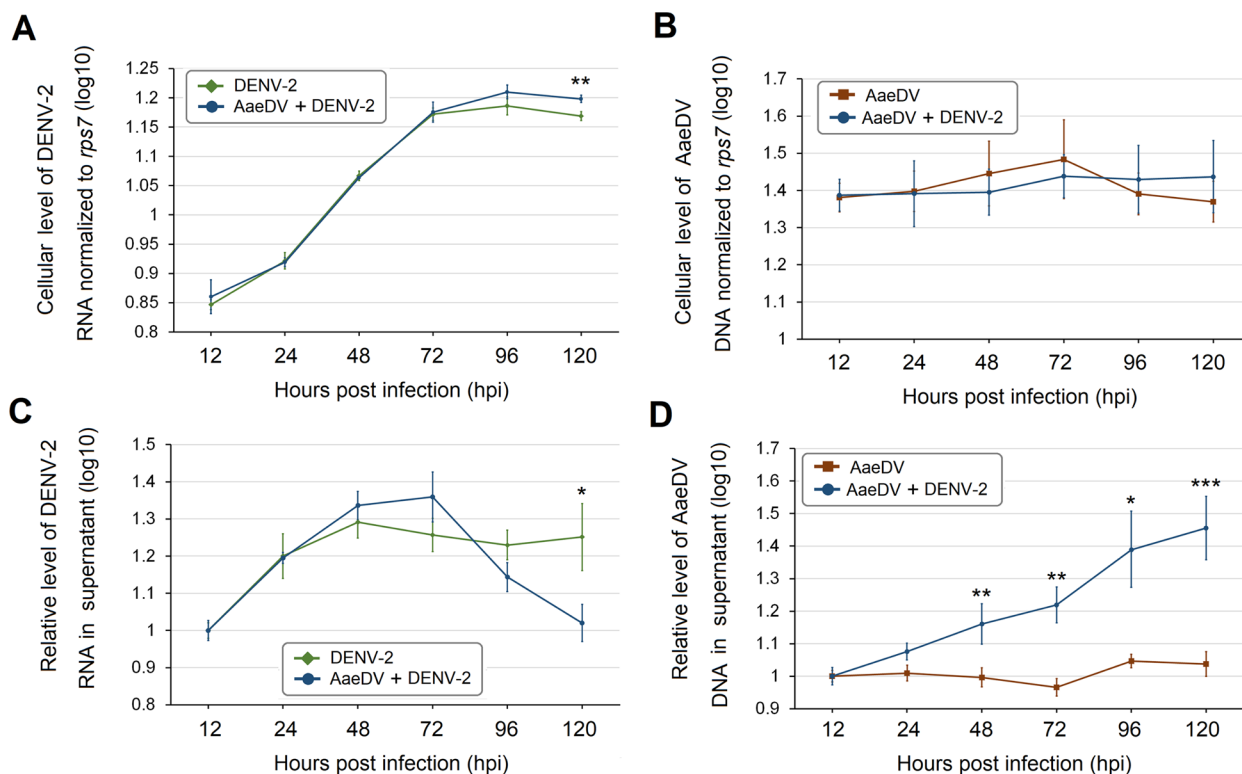 A
Cellular level of DENV-2
RNA normalized to rps7 (log10)
1.25
1.2
1.15
1.1
1.05
1
0.95
0.9
0.85
0.8
DENV-2
AaeDV + DENV-2
**
12 24 48 72 96 120
Hours post infection (hpi)
B
Cellular level of AaeDV
DNA normalized to rps7 (log10)
1.7
1.6
1.5
1.4
1.3
1.2
1.1
1
AaeDV
AaeDV + DENV-2
12 24 48 72 96 120
Hours post infection (hpi)
C
Relative level of DENV-2
RNA in supernatant (log10)
1.5
1.4
1.3
1.2
1.1
1
0.9
0.8
*
DENV-2
AaeDV + DENV-2
12 24 48 72 96 120
Hours post infection (hpi)
D
Relative level of AaeDV
DNA in supernatant (log10)
1.7
1.6
1.5
1.4
1.3
1.2
1.1
1
0.9
AaeDV
AaeDV + DENV-2
** ** * ***
12 24 48 72 96 120
Hours post infection (hpi)